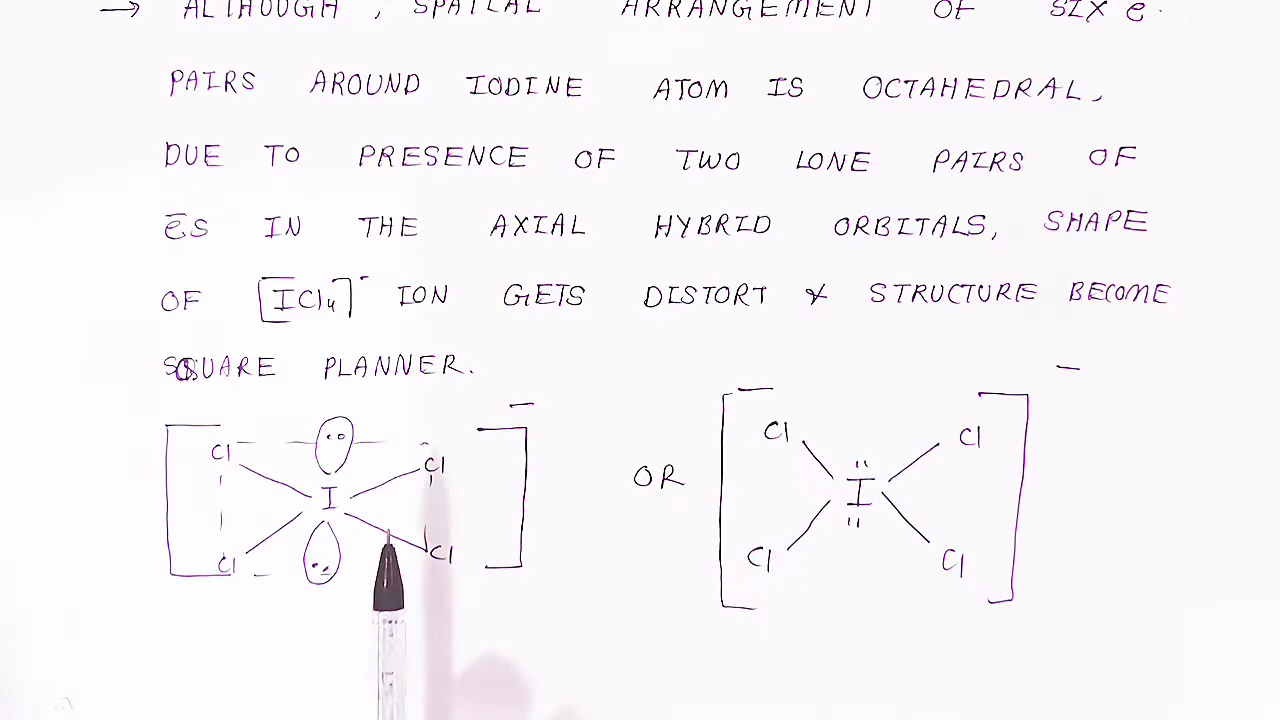 → ALTHOUGH, SPATIAL ARRANGEMENT OF SIX e⁻
PAIRS AROUND IODINE ATOM IS OCTAHEDRAL,
DUE TO PRESENCE OF TWO LONE PAIRS OF
ēS IN THE AXIAL HYBRID ORBITALS, SHAPE
OF [ICl₄]⁻ ION GETS DISTORT & STRUCTURE BECOME
SQUARE PLANNER.
Cl Cl
I
Cl Cl
OR
Cl Cl
I
Cl Cl